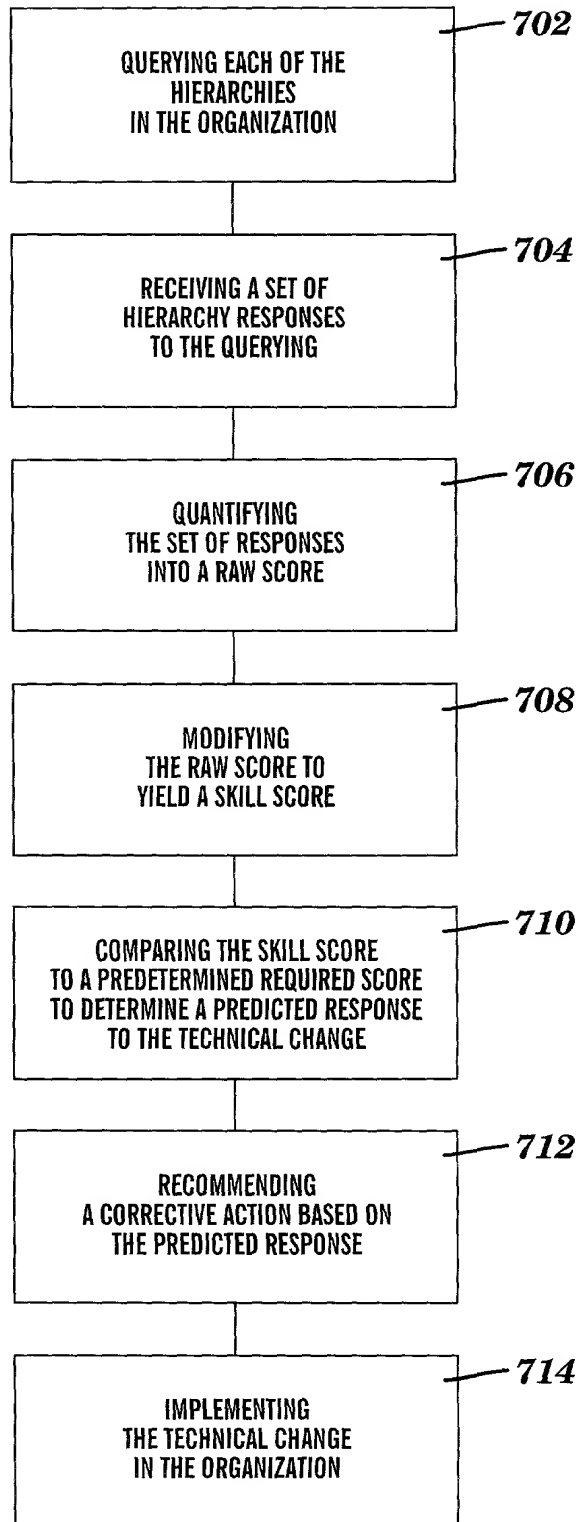 702
QUERYING EACH OF THE
HIERARCHIES
IN THE ORGANIZATION
704
RECEIVING A SET OF
HIERARCHY RESPONSES
TO THE QUERYING
706
QUANTIFYING
THE SET OF RESPONSES
INTO A RAW SCORE
708
MODIFYING
THE RAW SCORE TO
YIELD A SKILL SCORE
710
COMPARING THE SKILL SCORE
TO A PREDETERMINED REQUIRED SCORE
TO DETERMINE A PREDICTED RESPONSE
TO THE TECHNICAL CHANGE
712
RECOMMENDING
A CORRECTIVE ACTION BASED ON
THE PREDICTED RESPONSE
714
IMPLEMENTING
THE TECHNICAL CHANGE
IN THE ORGANIZATION